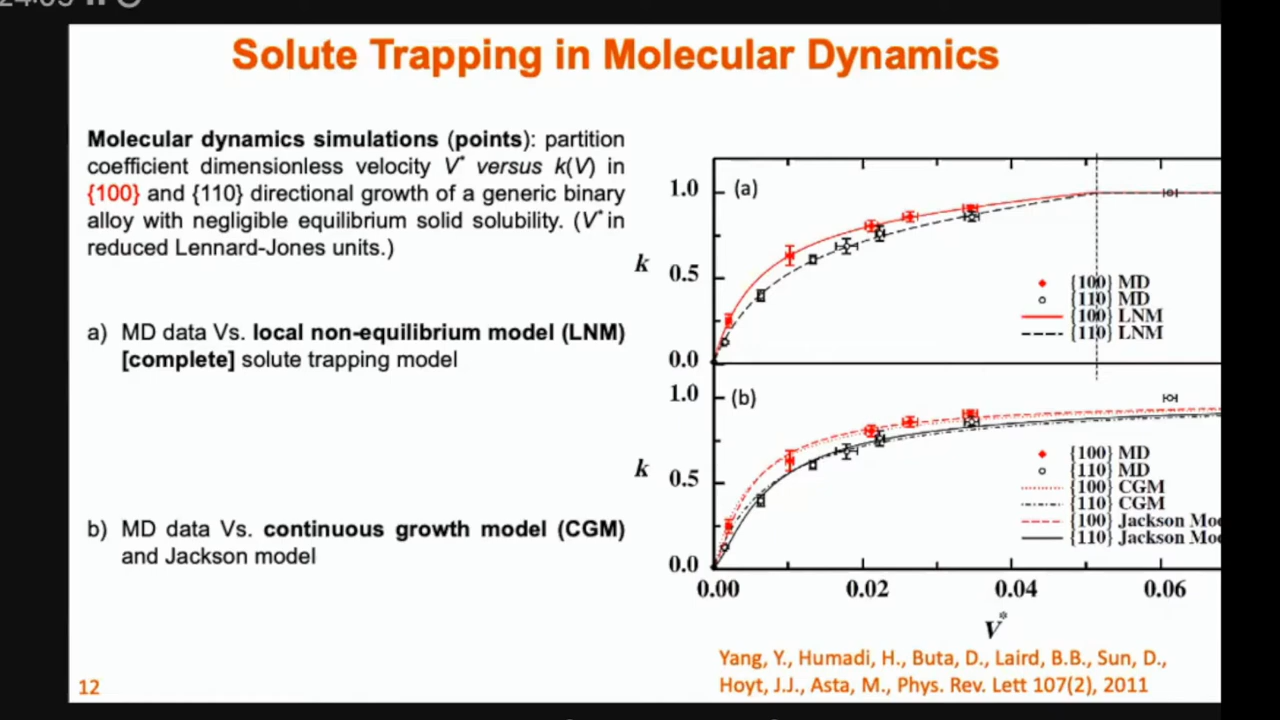 Solute Trapping in Molecular Dynamics
Molecular dynamics simulations (points): partition
coefficient dimensionless velocity V* versus k(V) in
{100} and {110} directional growth of a generic binary
alloy with negligible equilibrium solid solubility. (V* in
reduced Lennard-Jones units.)
a) MD data Vs. local non-equilibrium model (LNM)
[complete] solute trapping model
b) MD data Vs. continuous growth model (CGM)
and Jackson model
(a)
1.0
k
0.5
0.0
{100} MD
{110} MD
{100} LNM
{110} LNM
(b)
1.0
k
0.5
0.0
{100} MD
{110} MD
{100} CGM
{110} CGM
{100} Jackson
{110} Jackson
0.00 0.02 0.04 0.06
V*
Yang, Y., Humadi, H., Buta, D., Laird, B.B., Sun, D.,
Hoyt, J.J., Asta, M., Phys. Rev. Lett 107(2), 2011
12